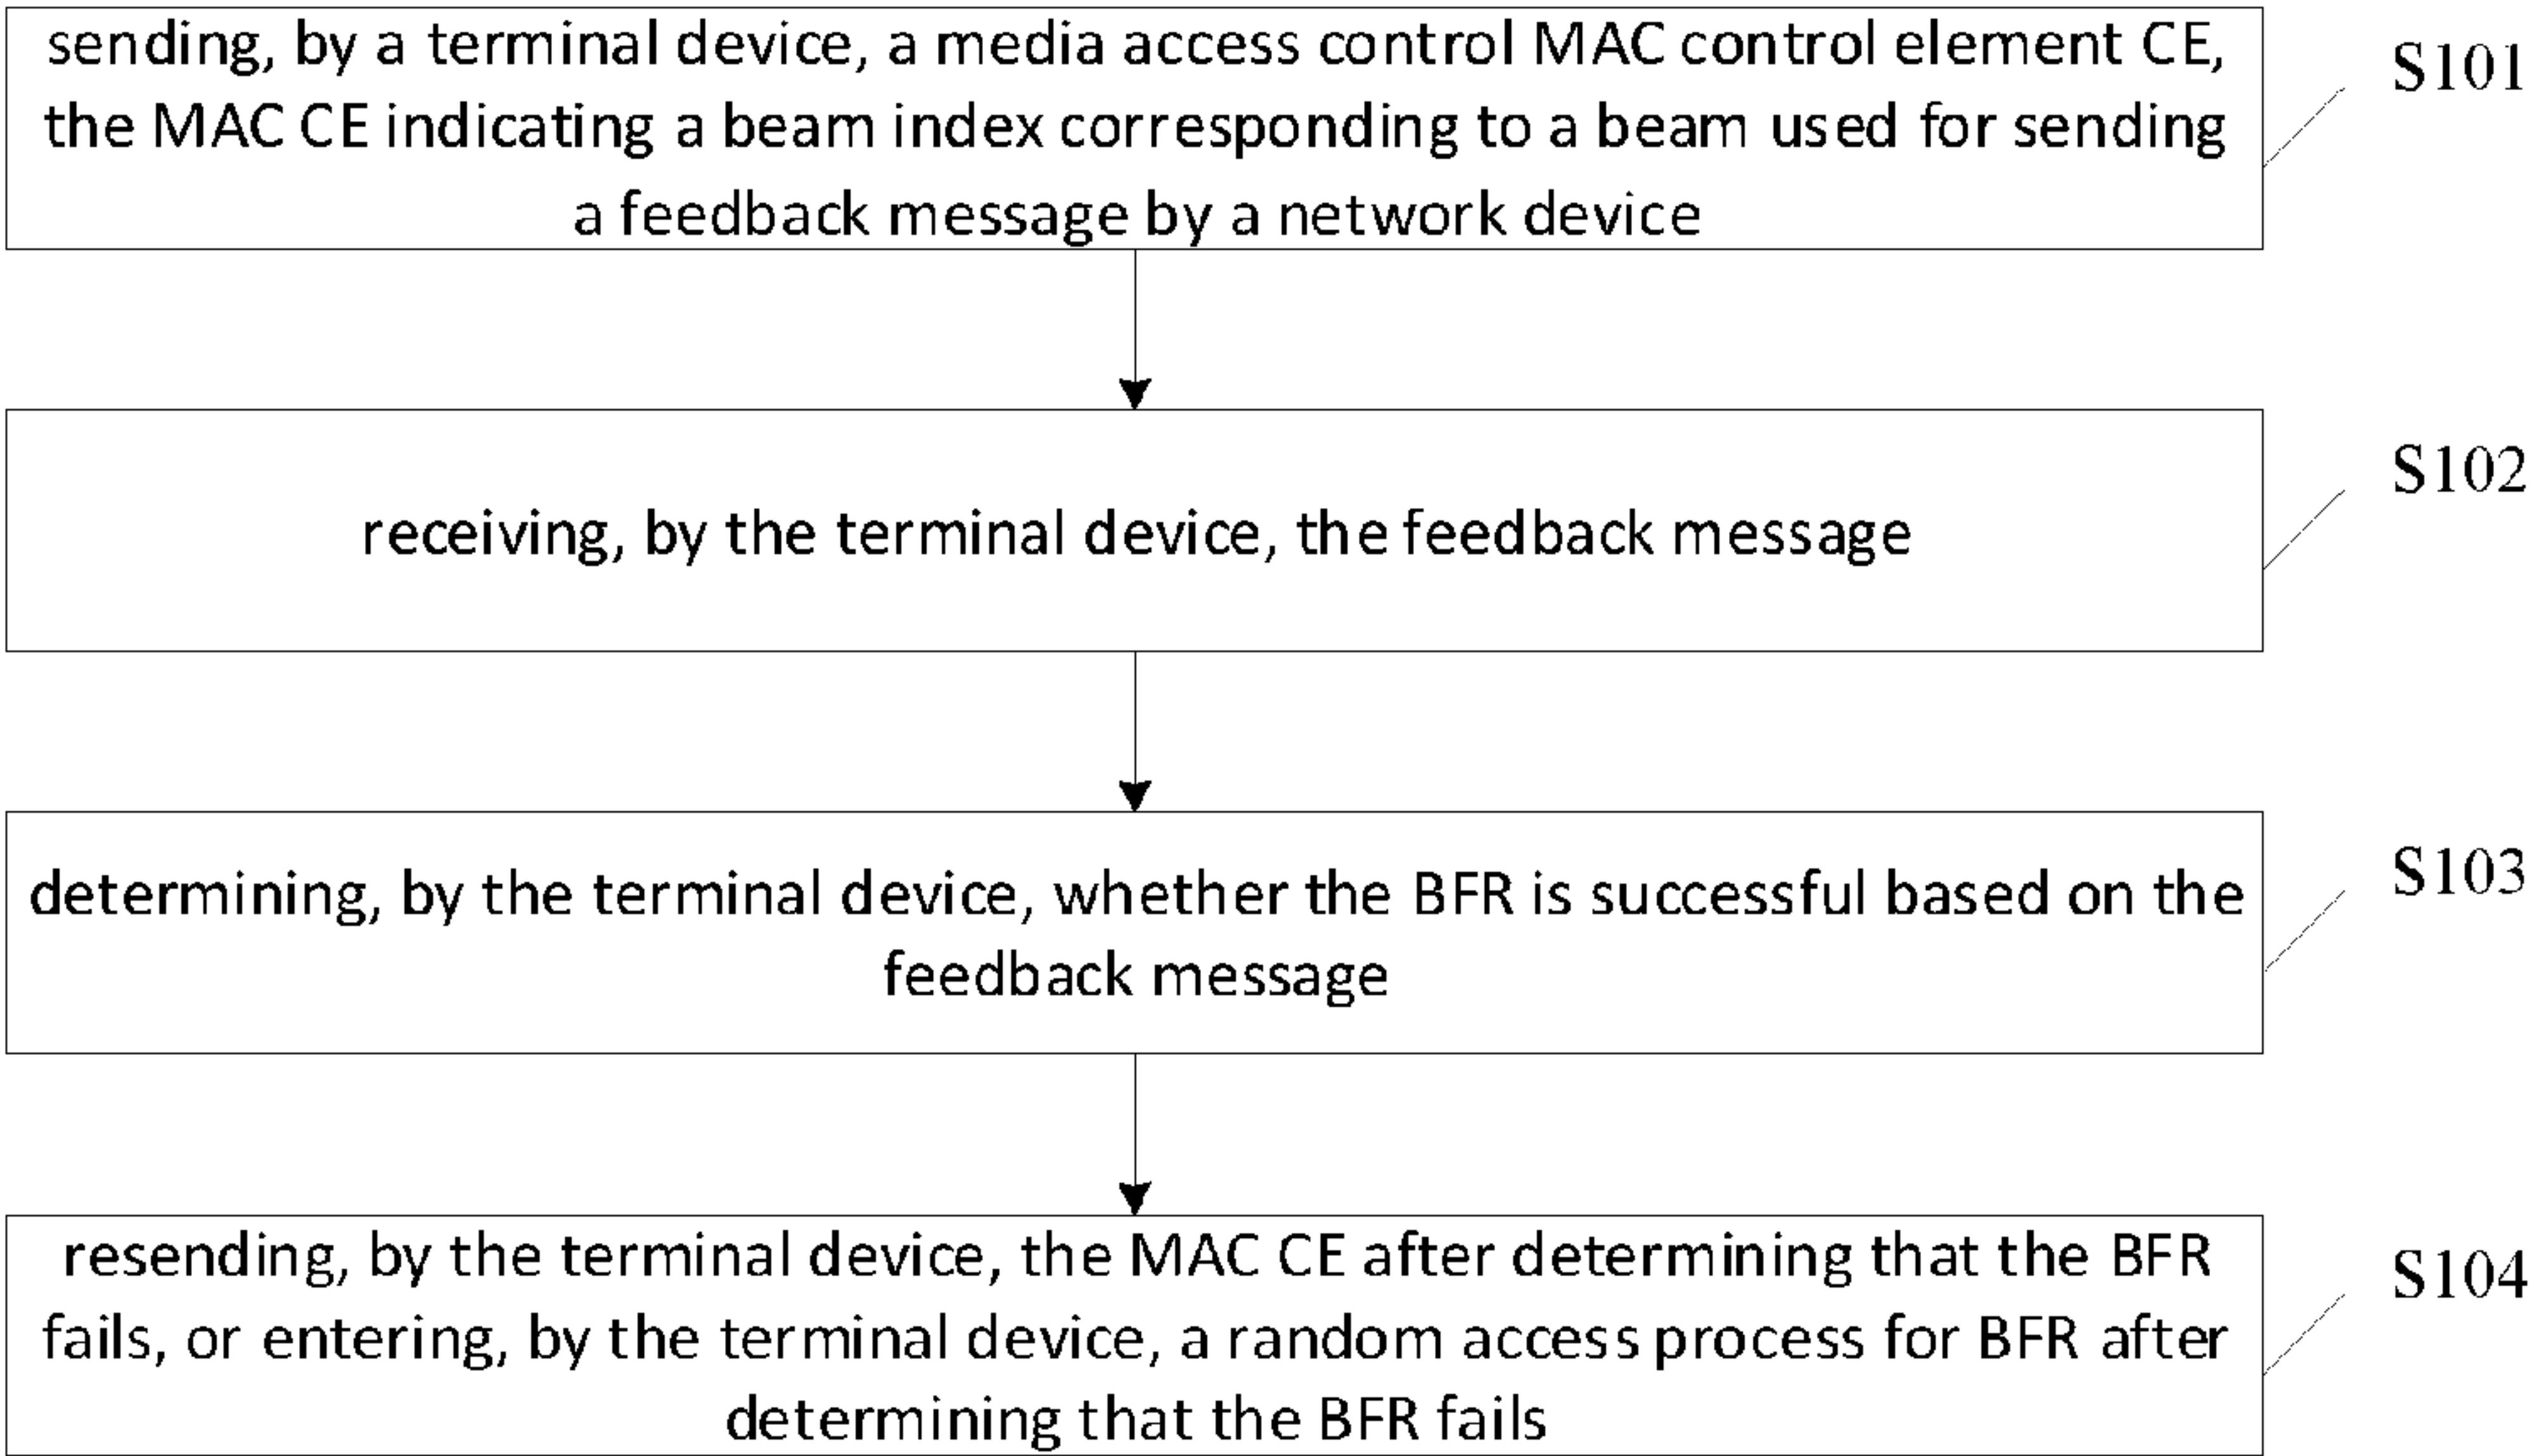 sending, by a terminal device, a media access control MAC control element CE,
the MAC CE indicating a beam index corresponding to a beam used for sending
a feedback message by a network device
S101
receiving, by the terminal device, the feedback message
S102
determining, by the terminal device, whether the BFR is successful based on the
feedback message
S103
resending, by the terminal device, the MAC CE after determining that the BFR
fails, or entering, by the terminal device, a random access process for BFR after
determining that the BFR fails
S104